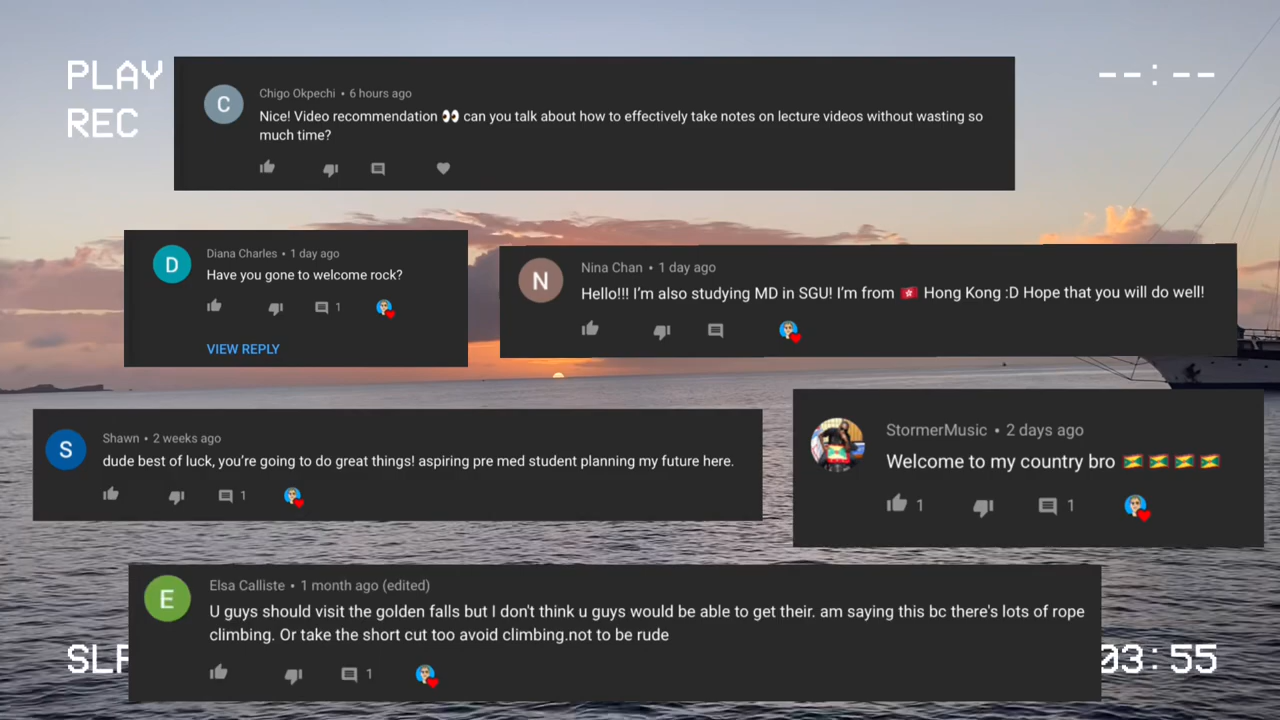 PLAY
REC
--:--
C
Chigo Okpechi • 6 hours ago
Nice! Video recommendation 👀 can you talk about how to effectively take notes on lecture videos without wasting so
much time?
D
Diana Charles • 1 day ago
Have you gone to welcome rock?
1
VIEW REPLY
N
Nina Chan • 1 day ago
Hello!!! I'm also studying MD in SGU! I'm from 🇭🇰 Hong Kong :D Hope that you will do well!
S
Shawn • 2 weeks ago
dude best of luck, you're going to do great things! aspiring pre med student planning my future here.
1
StormerMusic • 2 days ago
Welcome to my country bro 🇬🇩 🇬🇩 🇬🇩 🇬🇩
1 1
E
Elsa Calliste • 1 month ago (edited)
U guys should visit the golden falls but I don't think u guys would be able to get their. am saying this bc there's lots of rope
climbing. Or take the short cut too avoid climbing.not to be rude
1
03:55